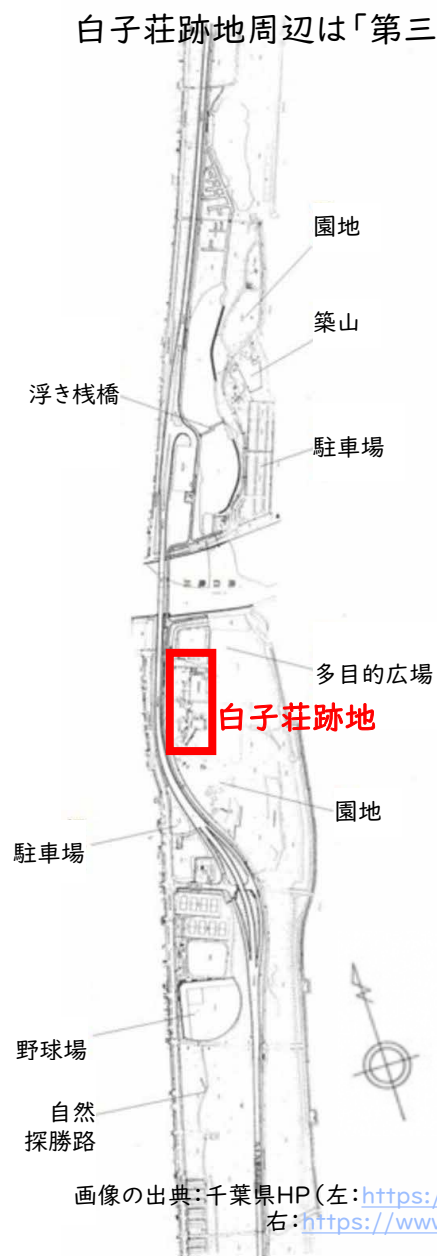 白子荘跡地周辺は「第三
園地
築山
浮き桟橋
駐車場
多目的広場
白子荘跡地
園地
駐車場
野球場
自然
探勝路
画像の出典：千葉県HP（左：https:/
右：https://www